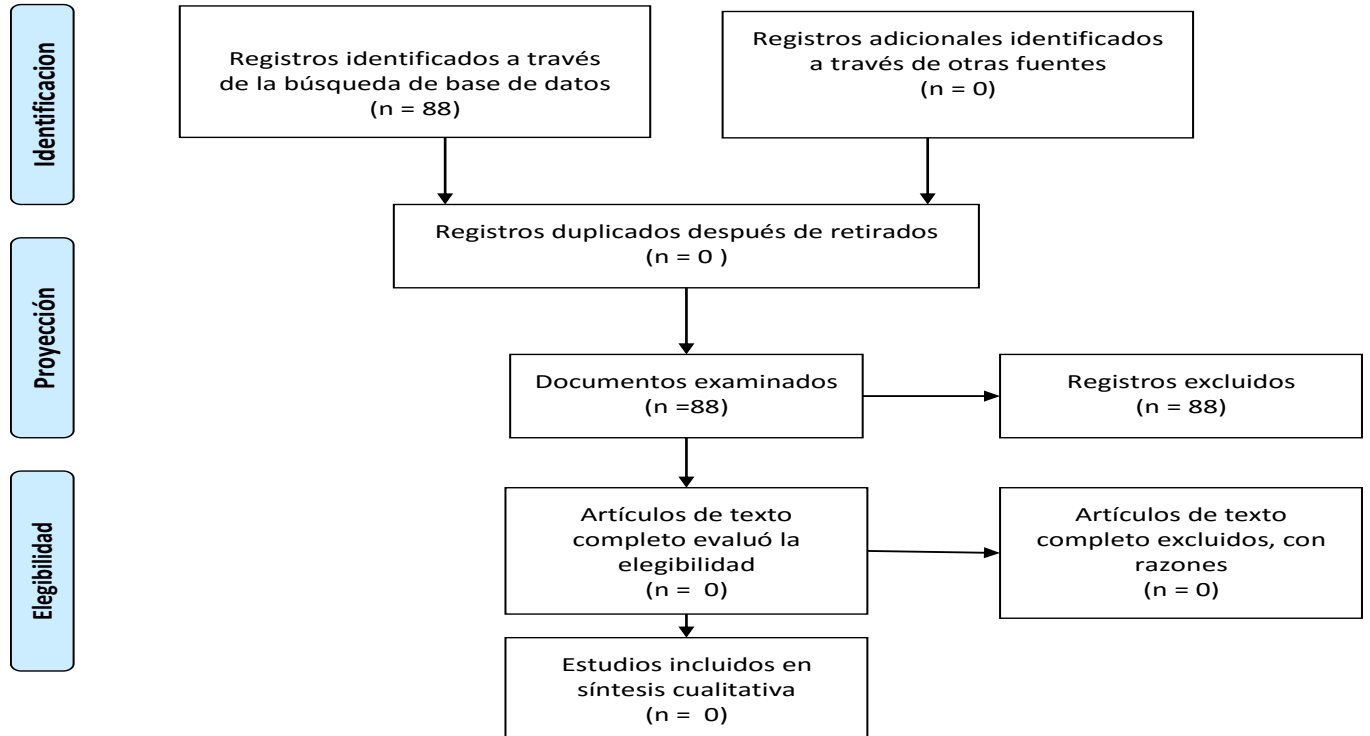 Identificacion
Registros identificados a través
de la búsqueda de base de datos
(n = 88)
Registros adicionales identificados
a través de otras fuentes
(n = 0)
Registros duplicados después de retirados
(n = 0 )
Proyección
Documentos examinados
(n =88)
Registros excluidos
(n = 88)
Elegibilidad
Artículos de texto
completo evaluó la
elegibilidad
(n =  0)
Artículos de texto
completo excluidos, con
razones
(n = 0)
Estudios incluidos en
síntesis cualitativa
(n =  0)